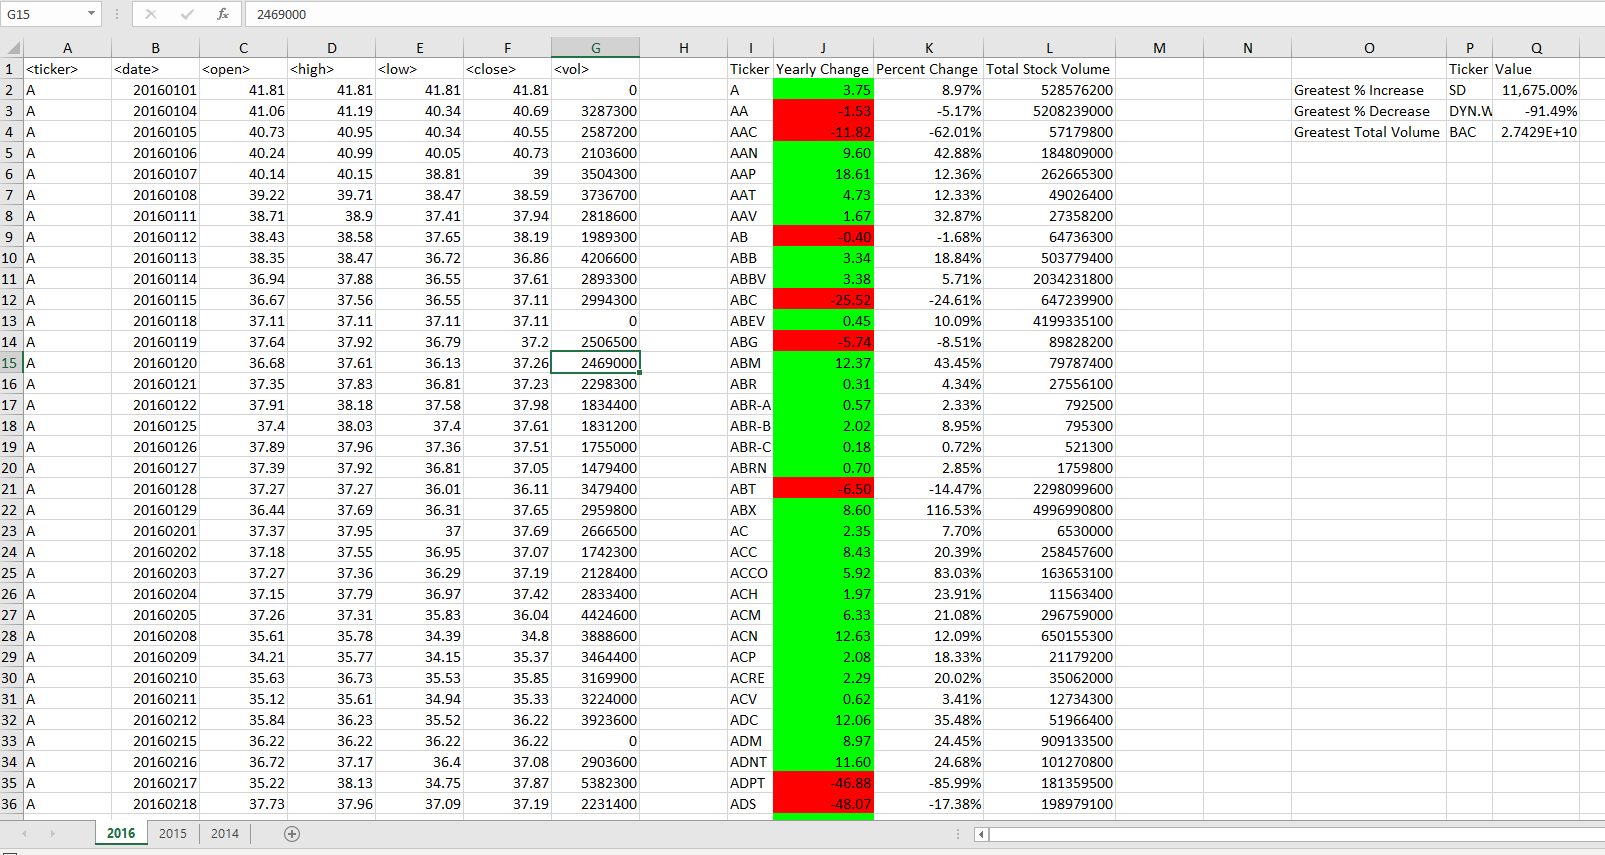 G15 fx 2469000
A B C D E F G H I J K L M N O P Q
1 <ticker> <date> <open> <high> <low> <close> <vol> Ticker Yearly Change Percent Change Total Stock Volume Ticker Value
2 A 20160101 41.81 41.81 41.81 41.81 0 A 3.75 8.97% 528576200 Greatest % Increase SD 11,675.00%
3 A 20160104 41.06 41.19 40.34 40.69 3287300 AA -1.53 -5.17% 5208239000 Greatest % Decrease DYN.W -91.49%
4 A 20160105 40.73 40.95 40.34 40.55 2587200 AAC -11.82 -62.01% 57179800 Greatest Total Volume BAC 2.7429E+10
5 A 20160106 40.24 40.99 40.05 40.73 2103600 AAN 9.60 42.88% 184809000
6 A 20160107 40.14 40.15 38.81 39 3504300 AAP 18.61 12.36% 262665300
7 A 20160108 39.22 39.71 38.47 38.59 3736700 AAT 4.73 12.33% 49026400
8 A 20160111 38.71 38.9 37.41 37.94 2818600 AAV 1.67 32.87% 27358200
9 A 20160112 38.43 38.58 37.65 38.19 1989300 AB -0.40 -1.68% 64736300
10 A 20160113 38.35 38.47 36.72 36.86 4206600 ABB 3.34 18.84% 503779400
11 A 20160114 36.94 37.88 36.55 37.61 2893300 ABBV 3.38 5.71% 2034231800
12 A 20160115 36.67 37.56 36.55 37.11 2994300 ABC -25.52 -24.61% 647239900
13 A 20160118 37.11 37.11 37.11 37.11 0 ABEV 0.45 10.09% 4199335100
14 A 20160119 37.64 37.92 36.79 37.2 2506500 ABG -5.74 -8.51% 89828200
15 A 20160120 36.68 37.61 36.13 37.26 2469000 ABM 12.37 43.45% 79787400
16 A 20160121 37.35 37.83 36.81 37.23 2298300 ABR 0.31 4.34% 27556100
17 A 20160122 37.91 38.18 37.58 37.98 1834400 ABR-A 0.57 2.33% 792500
18 A 20160125 37.4 38.03 37.4 37.61 1831200 ABR-B 2.02 8.95% 795300
19 A 20160126 37.89 37.96 37.36 37.51 1755000 ABR-C 0.18 0.72% 521300
20 A 20160127 37.39 37.92 36.81 37.05 1479400 ABRN 0.70 2.85% 1759800
21 A 20160128 37.27 37.27 36.01 36.11 3479400 ABT -6.50 -14.47% 2298099600
22 A 20160129 36.44 37.69 36.31 37.65 2959800 ABX 8.60 116.53% 4996990800
23 A 20160201 37.37 37.95 37 37.69 2666500 AC 2.35 7.70% 6530000
24 A 20160202 37.18 37.55 36.95 37.07 1742300 ACC 8.43 20.39% 258457600
25 A 20160203 37.27 37.36 36.29 37.19 2128400 ACCO 5.92 83.03% 163653100
26 A 20160204 37.15 37.79 36.97 37.42 2833400 ACH 1.97 23.91% 11563400
27 A 20160205 37.26 37.31 35.83 36.04 4424600 ACM 6.33 21.08% 296759000
28 A 20160208 35.61 35.78 34.39 34.8 3888600 ACN 12.63 12.09% 650155300
29 A 20160209 34.21 35.77 34.15 35.37 3464400 ACP 2.08 18.33% 21179200
30 A 20160210 35.63 36.73 35.53 35.85 3169900 ACRE 2.29 20.02% 35062000
31 A 20160211 35.12 35.61 34.94 35.33 3224000 ACV 0.62 3.41% 12734300
32 A 20160212 35.84 36.23 35.52 36.22 3923600 ADC 12.06 35.48% 51966400
33 A 20160215 36.22 36.22 36.22 36.22 0 ADM 8.97 24.45% 909133500
34 A 20160216 36.72 37.17 36.4 37.08 2903600 ADNT 11.60 24.68% 101270800
35 A 20160217 35.22 38.13 34.75 37.87 5382300 ADPT -46.88 -85.99% 181359500
36 A 20160218 37.73 37.96 37.09 37.19 2231400 ADS -48.07 -17.38% 198979100
2016 2015 2014